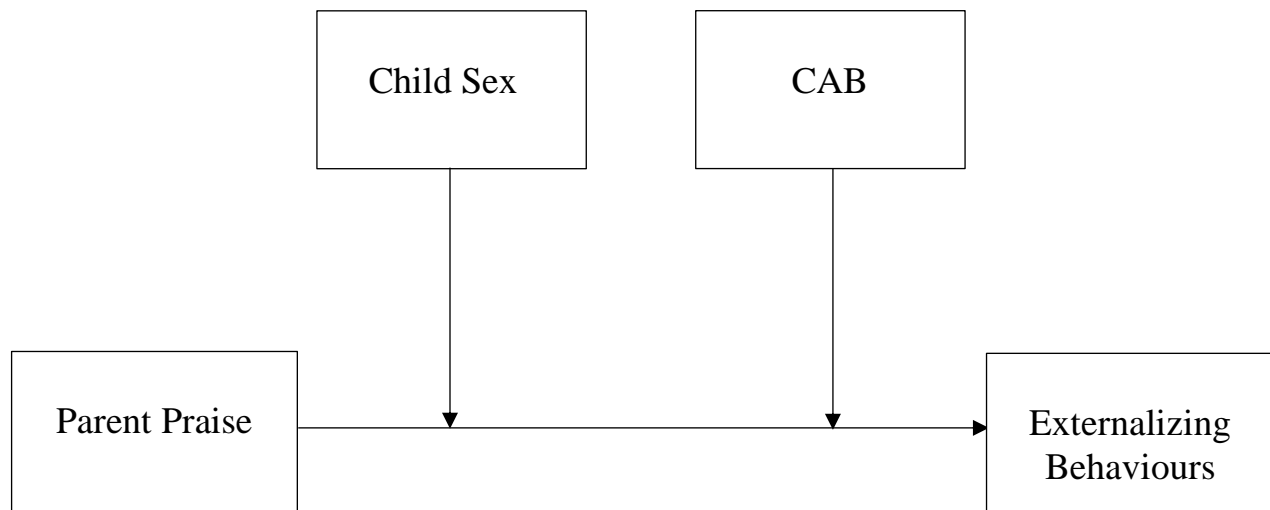 Child Sex
CAB
Parent Praise
Externalizing
Behaviours